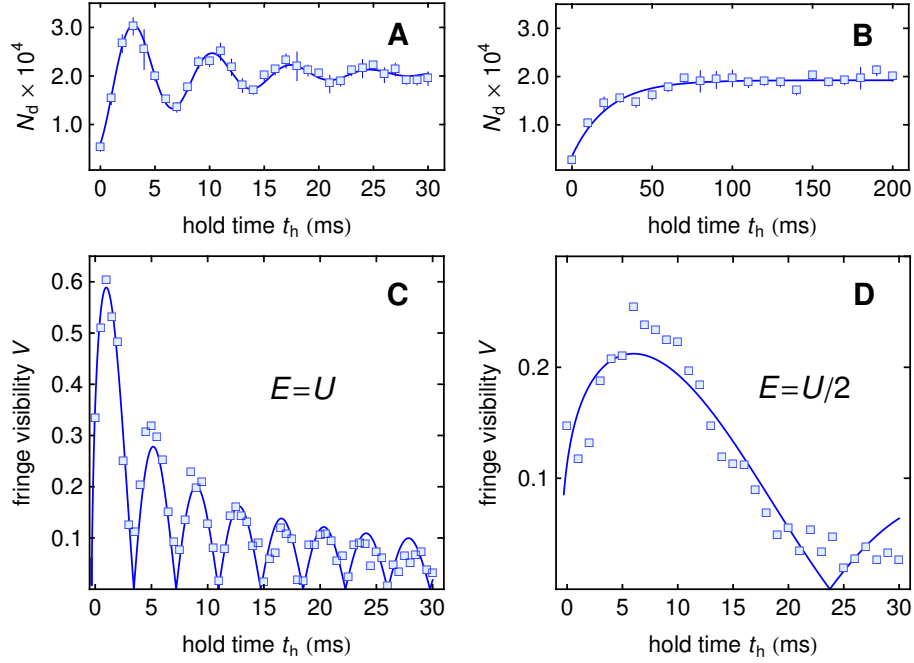 A
3.0
2.0
1.0
N_d × 10^4
0 5 10 15 20 25 30
hold time t_h (ms)
B
3.0
2.0
1.0
N_d × 10^4
0 50 100 150 200
hold time t_h (ms)
C
0.6
0.5
0.4
0.3
0.2
0.1
fringe visibility V
E=U
0 5 10 15 20 25 30
hold time t_h (ms)
D
0.2
0.1
fringe visibility V
E=U/2
0 5 10 15 20 25 30
hold time t_h (ms)